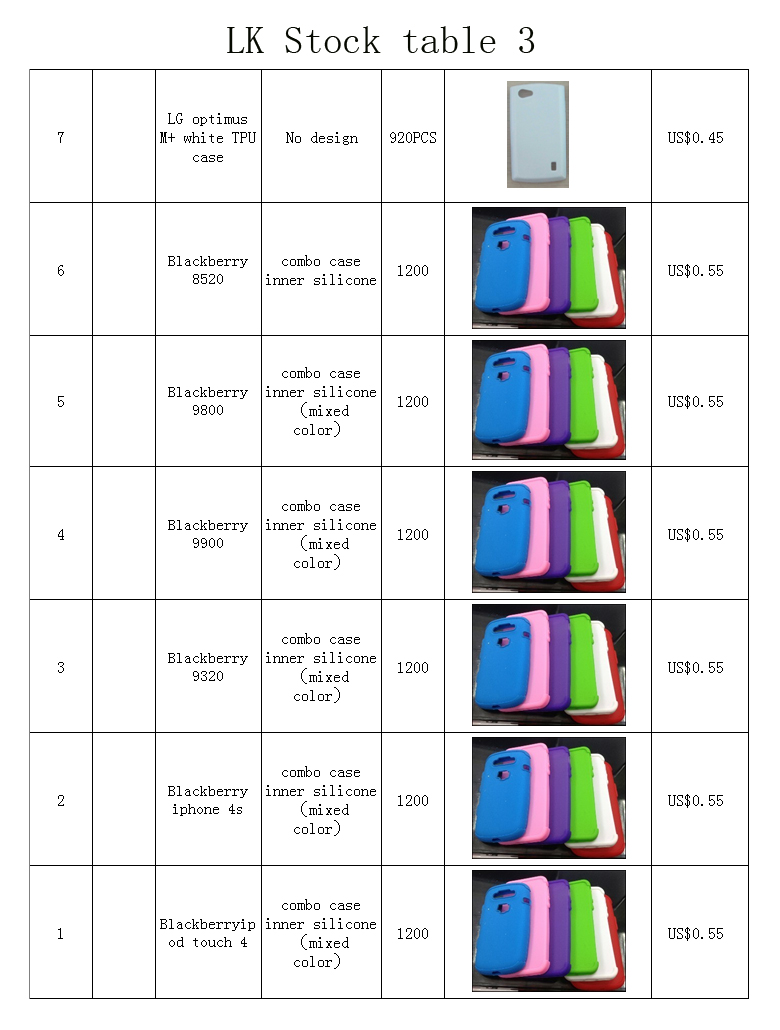 LK Stock table 3
7
LG optimus
M+ white TPU
case
No design
920PCS
US$0.45
6
Blackberry
8520
combo case
inner silicone
1200
US$0.55
5
Blackberry
9800
combo case
inner silicone
(mixed
color)
1200
US$0.55
4
Blackberry
9900
combo case
inner silicone
(mixed
color)
1200
US$0.55
3
Blackberry
9320
combo case
inner silicone
(mixed
color)
1200
US$0.55
2
Blackberry
iphone 4s
combo case
inner silicone
(mixed
color)
1200
US$0.55
1
Blackberryip
od touch 4
combo case
inner silicone
(mixed
color)
1200
US$0.55